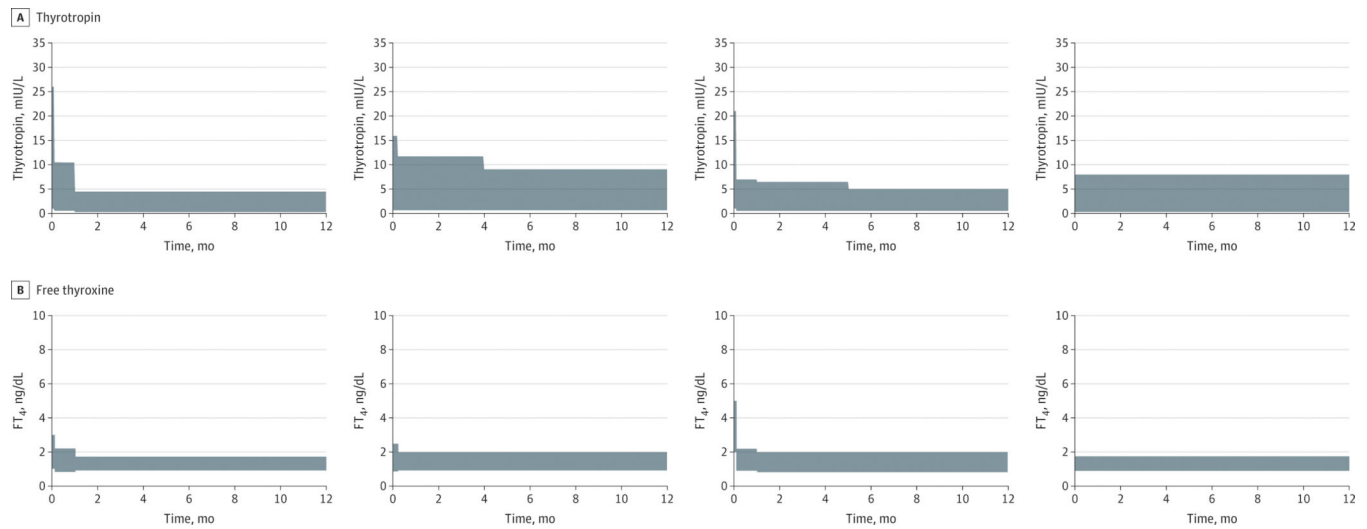 A Thyrotropin
35
30
25
20
15
10
5
0
Thyrotropin, mIU/L
0 2 4 6 8 10 12
Time, mo
35
30
25
20
15
10
5
0
Thyrotropin, mIU/L
0 2 4 6 8 10 12
Time, mo
35
30
25
20
15
10
5
0
Thyrotropin, mIU/L
0 2 4 6 8 10 12
Time, mo
35
30
25
20
15
10
5
0
Thyrotropin, mIU/L
0 2 4 6 8 10 12
Time, mo
B Free thyroxine
10
8
6
4
2
0
FT4, ng/dL
0 2 4 6 8 10 12
Time, mo
10
8
6
4
2
0
FT4, ng/dL
0 2 4 6 8 10 12
Time, mo
10
8
6
4
2
0
FT4, ng/dL
0 2 4 6 8 10 12
Time, mo
10
8
6
4
2
0
FT4, ng/dL
0 2 4 6 8 10 12
Time, mo